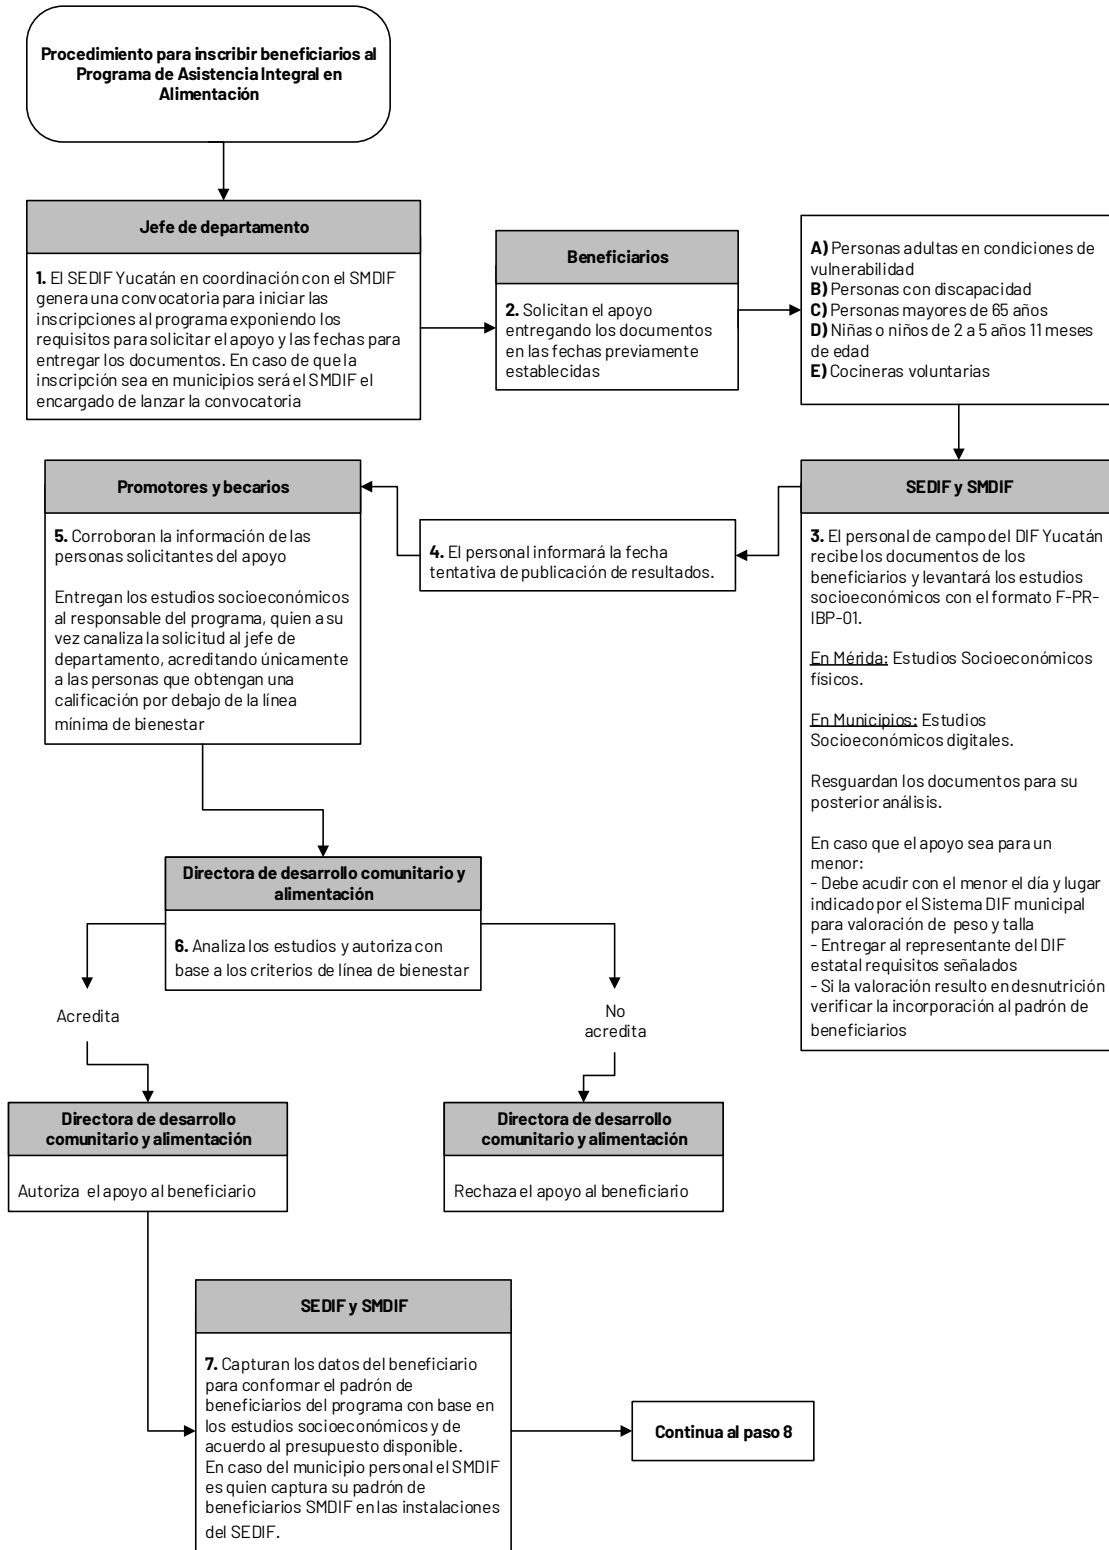 Procedimiento para inscribir beneficiarios al
Programa de Asistencia Integral en
Alimentación
Jefe de departamento
1. El SEDIF Yucatán en coordinación con el SMDIF
genera una convocatoria para iniciar las
inscripciones al programa exponiendo los
requisitos para solicitar el apoyo y las fechas para
entregar los documentos. En caso de que la
inscripción sea en municipios será el SMDIF el
encargado de lanzar la convocatoria
Beneficiarios
2. Solicitan el apoyo
entregando los documentos
en las fechas previamente
establecidas
A) Personas adultas en condiciones de
vulnerabilidad
B) Personas con discapacidad
C) Personas mayores de 65 años
D) Niñas o niños de 2 a 5 años 11 meses
de edad
E) Cocineras voluntarias
SEDIF y SMDIF
3. El personal de campo del DIF Yucatán
recibe los documentos de los
beneficiarios y levantará los estudios
socioeconómicos con el formato F-PR-
IBP-01.
En Mérida: Estudios Socioeconómicos
físicos.
En Municipios: Estudios
Socioeconómicos digitales.
Resguardan los documentos para su
posterior análisis.
En caso que el apoyo sea para un
menor:
- Debe acudir con el menor el día y lugar
indicado por el Sistema DIF municipal
para valoración de peso y talla
- Entregar al representante del DIF
estatal requisitos señalados
- Si la valoración resulto en desnutrición
verificar la incorporación al padrón de
beneficiarios
4. El personal informará la fecha
tentativa de publicación de resultados.
Promotores y becarios
5. Corroboran la información de las
personas solicitantes del apoyo
Entregan los estudios socioeconómicos
al responsable del programa, quien a su
vez canaliza la solicitud al jefe de
departamento, acreditando únicamente
a las personas que obtengan una
calificación por debajo de la línea
mínima de bienestar
Directora de desarrollo comunitario y
alimentación
6. Analiza los estudios y autoriza con
base a los criterios de línea de bienestar
Acredita
No
acredita
Directora de desarrollo
comunitario y alimentación
Autoriza el apoyo al beneficiario
Directora de desarrollo
comunitario y alimentación
Rechaza el apoyo al beneficiario
SEDIF y SMDIF
7. Capturan los datos del beneficiario
para conformar el padrón de
beneficiarios del programa con base en
los estudios socioeconómicos y de
acuerdo al presupuesto disponible.
En caso del municipio personal el SMDIF
es quien captura su padrón de
beneficiarios SMDIF en las instalaciones
del SEDIF.
Continua al paso 8